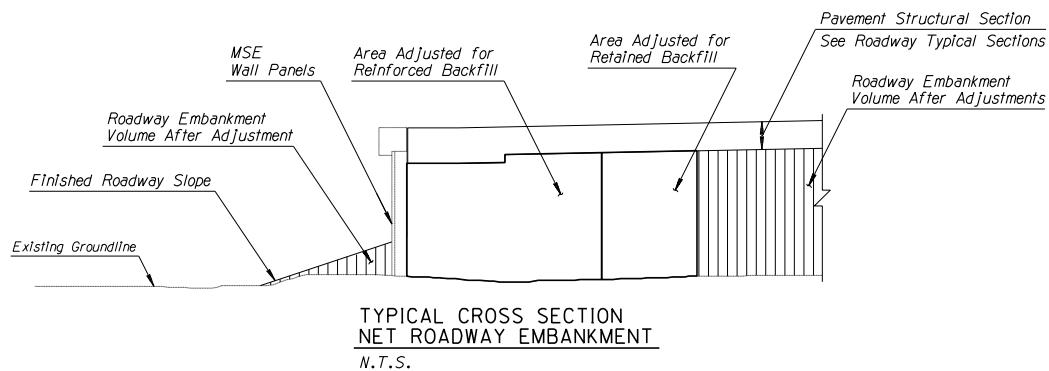 Pavement Structural Section
See Roadway Typical Sections
MSE
Wall Panels
Area Adjusted for
Reinforced Backfill
Area Adjusted for
Retained Backfill
Roadway Embankment
Volume After Adjustments
Roadway Embankment
Volume After Adjustment
Finished Roadway Slope
Existing Groundline
TYPICAL CROSS SECTION
NET ROADWAY EMBANKMENT
N.T.S.